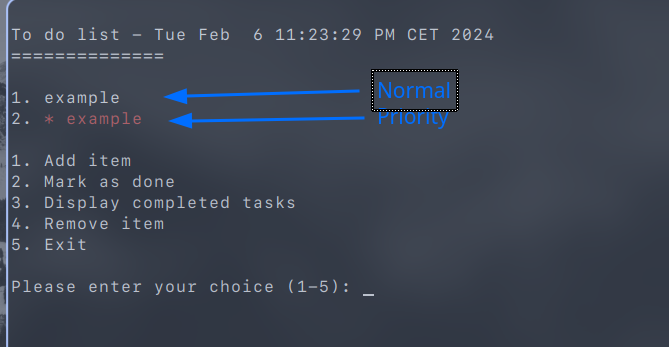 To do list - Tue Feb  6 11:23:29 PM CET 2024
==============
1. example
Normal
2. * example
Priority
1. Add item
2. Mark as done
3. Display completed tasks
4. Remove item
5. Exit
Please enter your choice (1-5): _